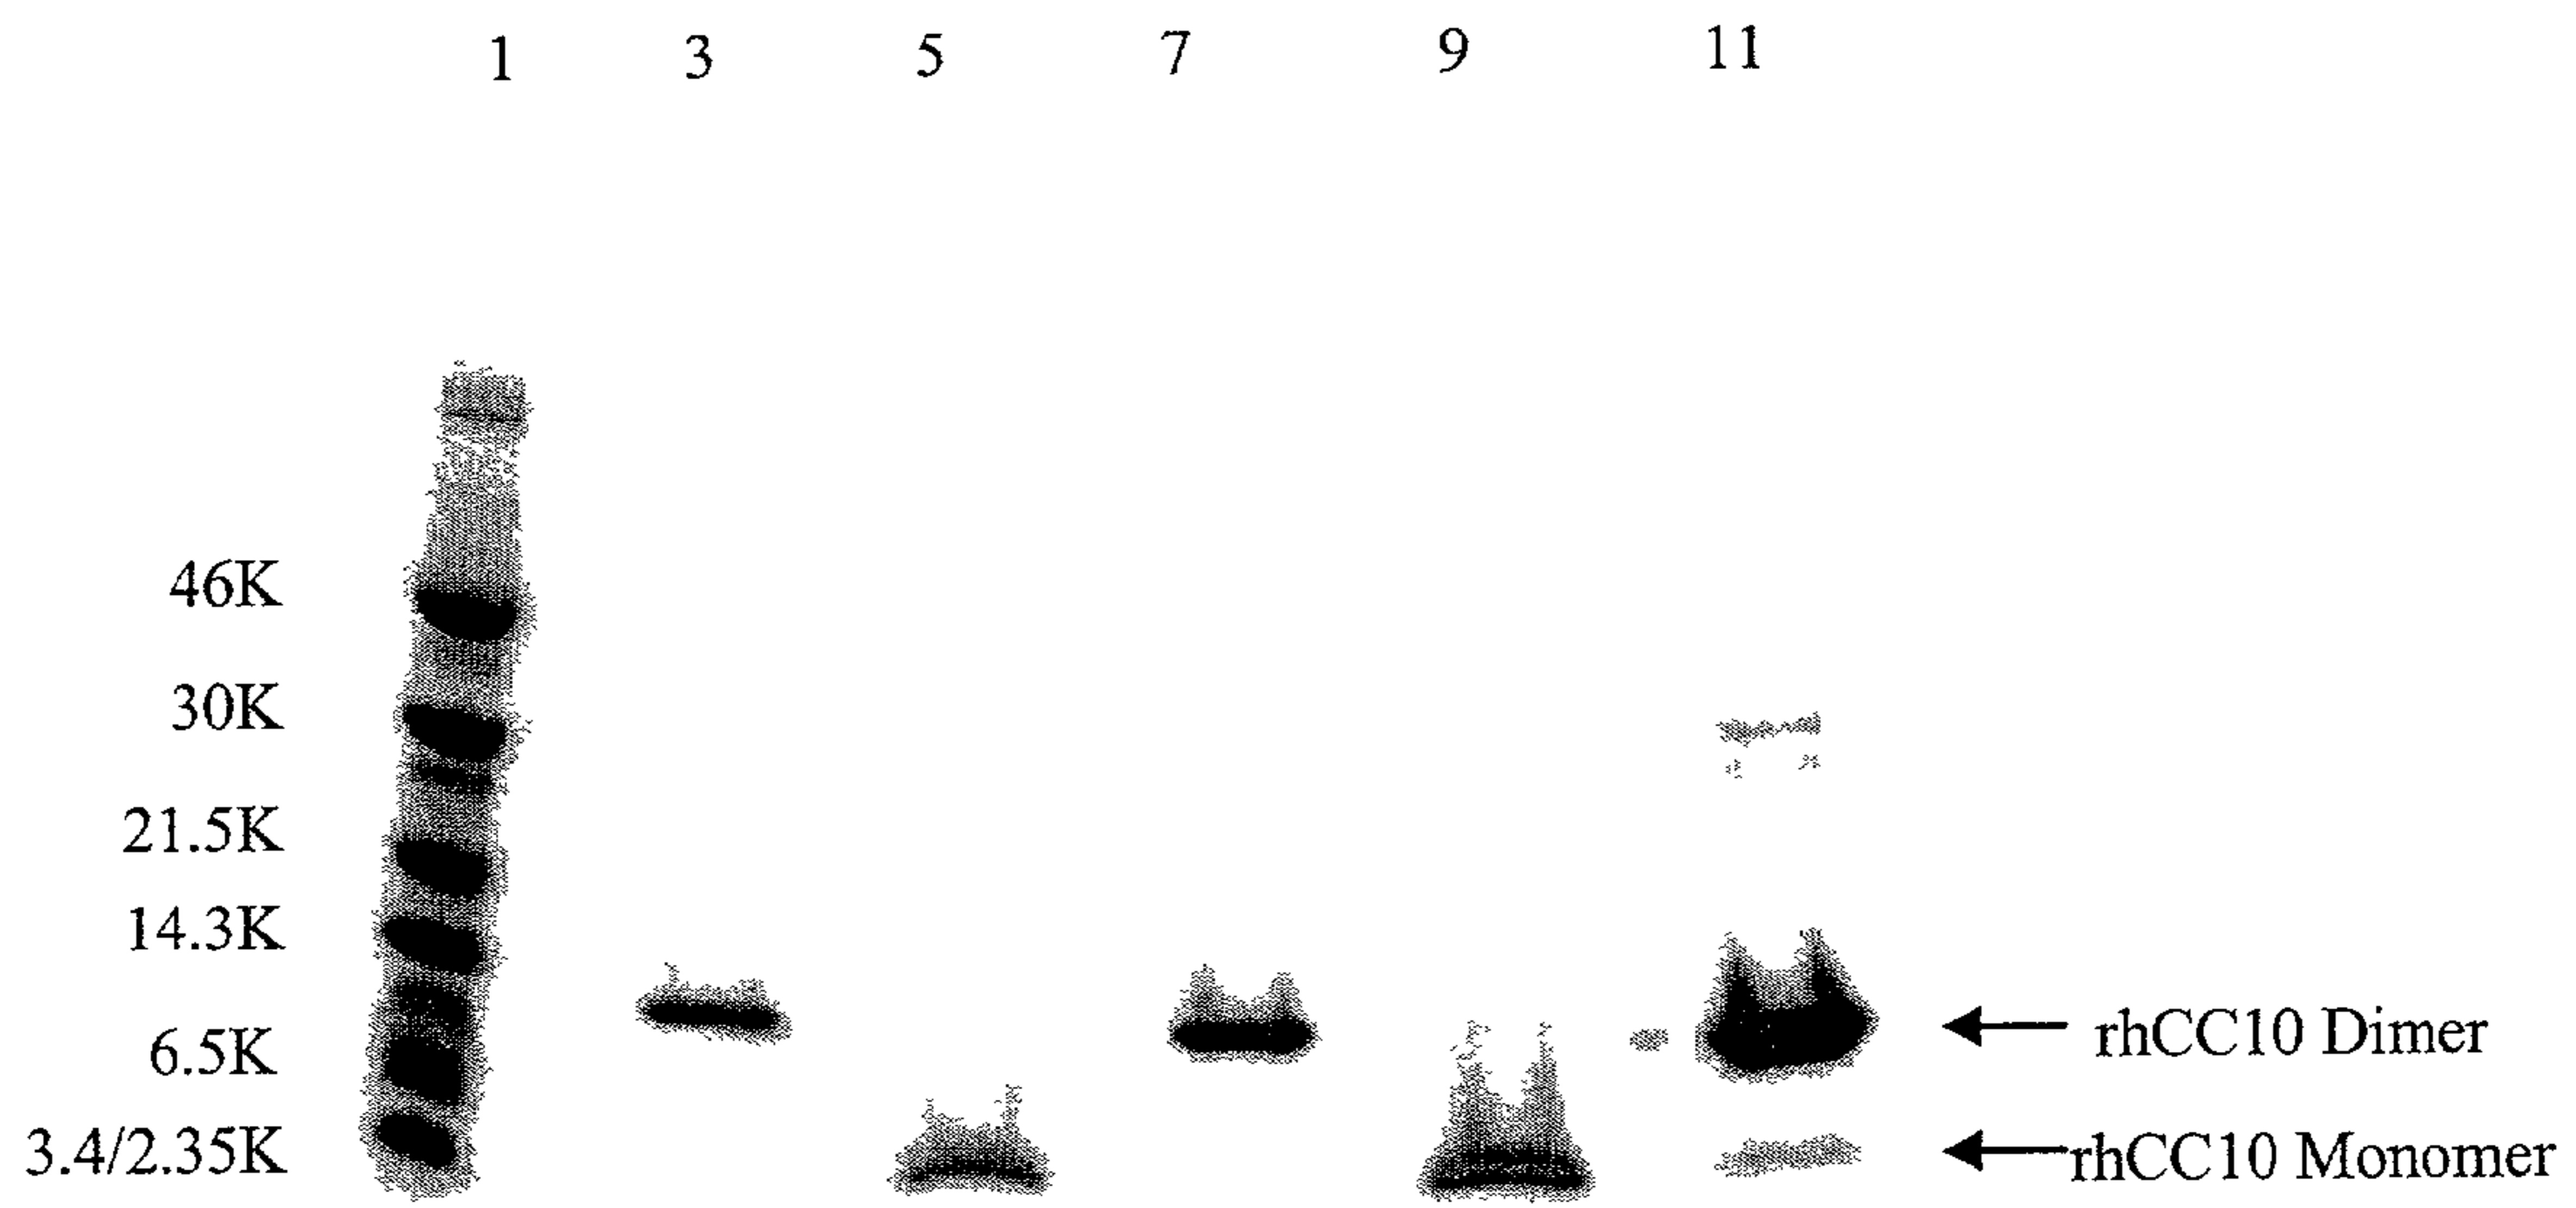 1 3 5 7 9 11
46K
30K
21.5K
14.3K
rhCC10 Dimer
6.5K
3.4/2.35K
rhCC10 Monomer